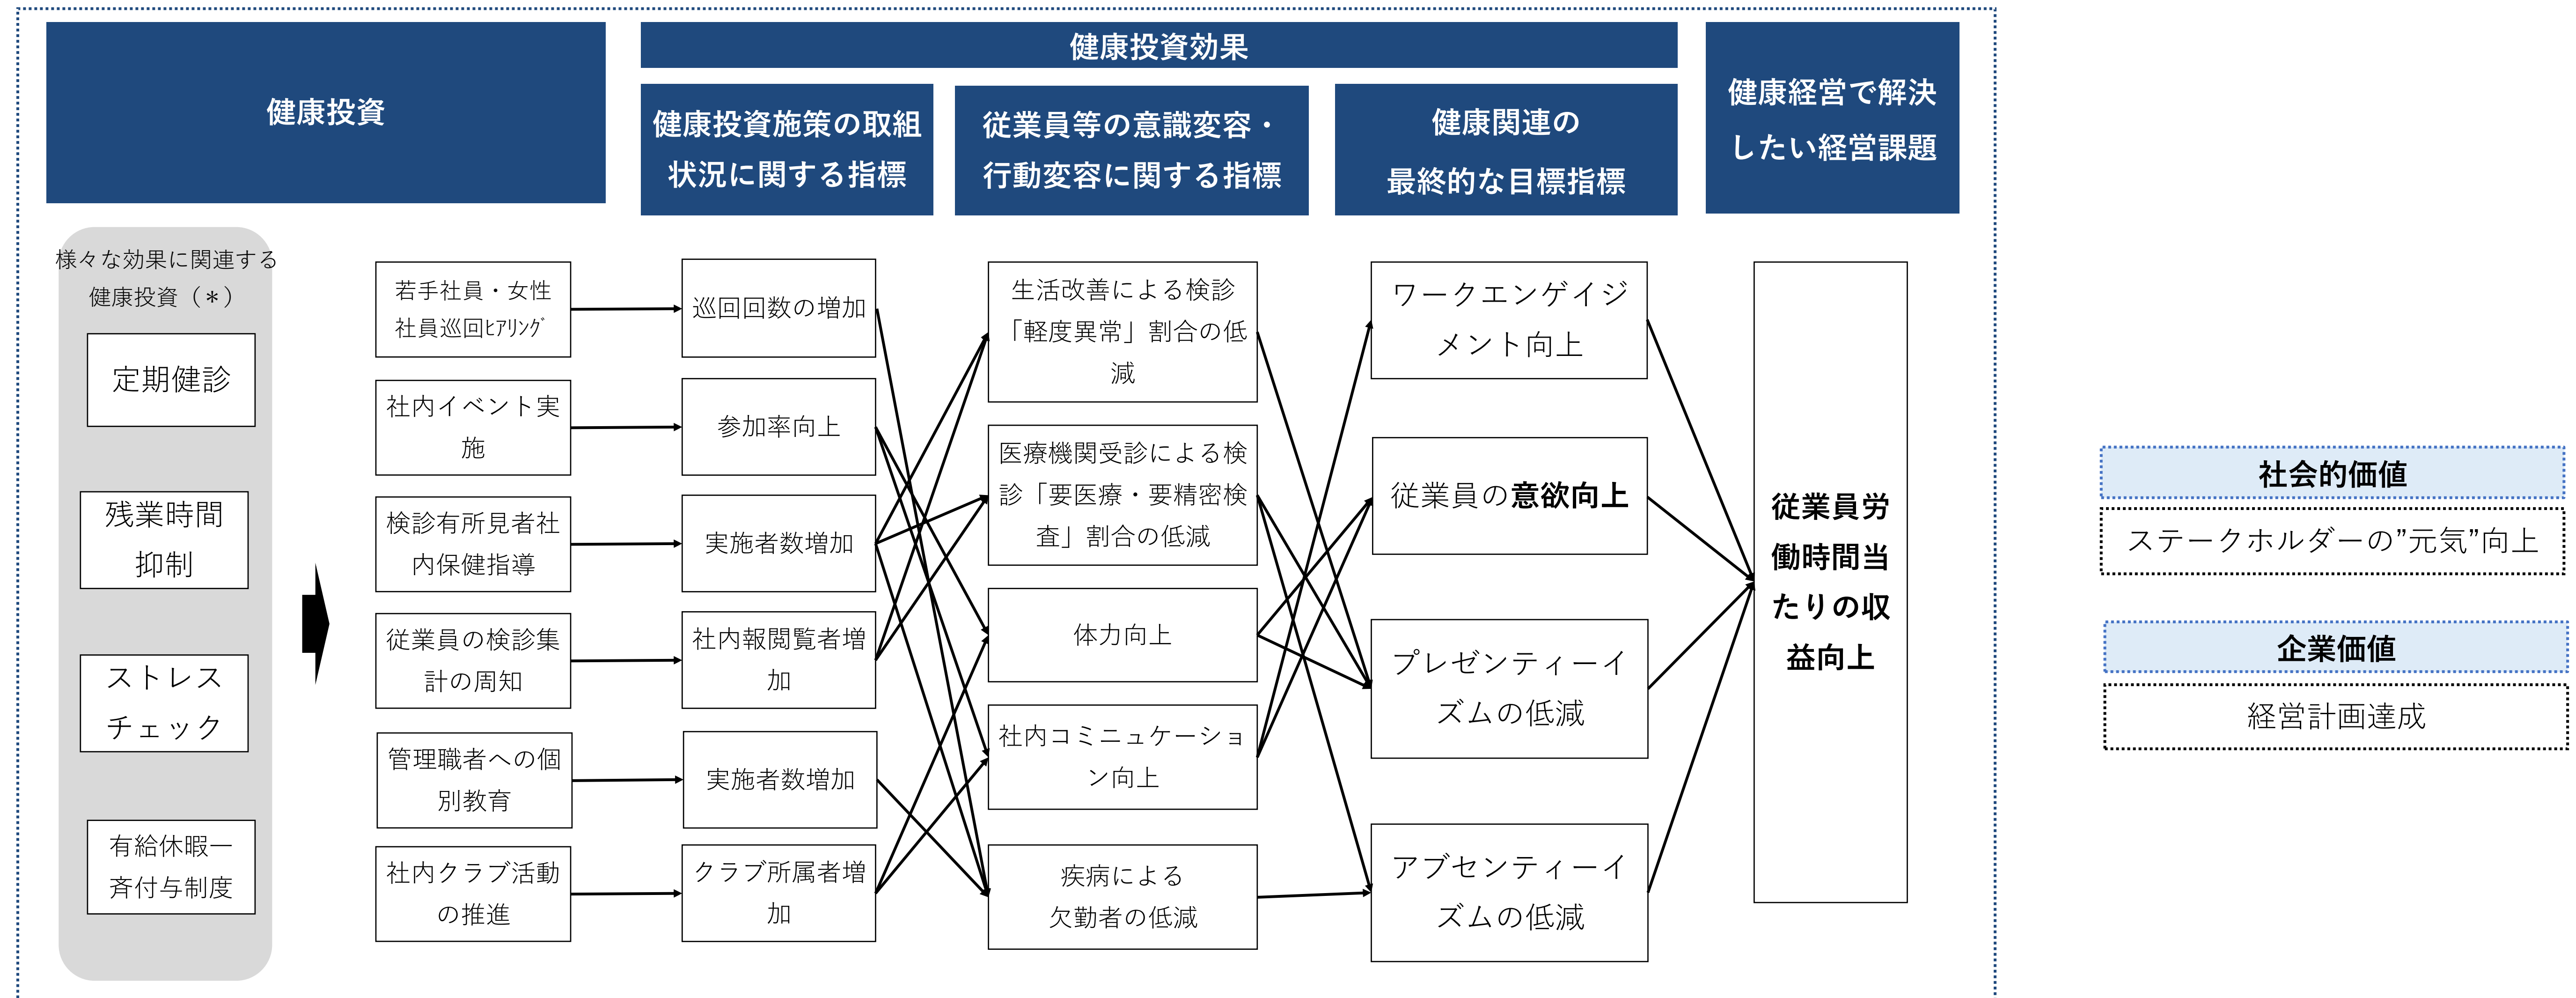 健康投資
健康投資効果
健康投資施策の取組
状況に関する指標
従業員等の意識変容・
行動変容に関する指標
健康関連の
最終的な目標指標
健康経営で解決
したい経営課題
様々な効果に関連する
健康投資（＊）
定期健診
残業時間
抑制
ストレス
チェック
有給休暇一
斉付与制度
若手社員・女性
社員巡回ﾋｱﾘﾝｸﾞ
社内イベント実
施
検診有所見者社
内保健指導
従業員の検診集
計の周知
管理職者への個
別教育
社内クラブ活動
の推進
巡回回数の増加
参加率向上
実施者数増加
社内報閲覧者増
加
実施者数増加
クラブ所属者増
加
生活改善による検診
「軽度異常」割合の低
減
医療機関受診による検
診「要医療・要精密検
査」割合の低減
体力向上
社内コミニュケーショ
ン向上
疾病による
欠勤者の低減
ワークエンゲイジ
メント向上
従業員の意欲向上
プレゼンティーイ
ズムの低減
アブセンティーイ
ズムの低減
従業員労
働時間当
たりの収
益向上
社会的価値
ステークホルダーの”元気”向上
企業価値
経営計画達成